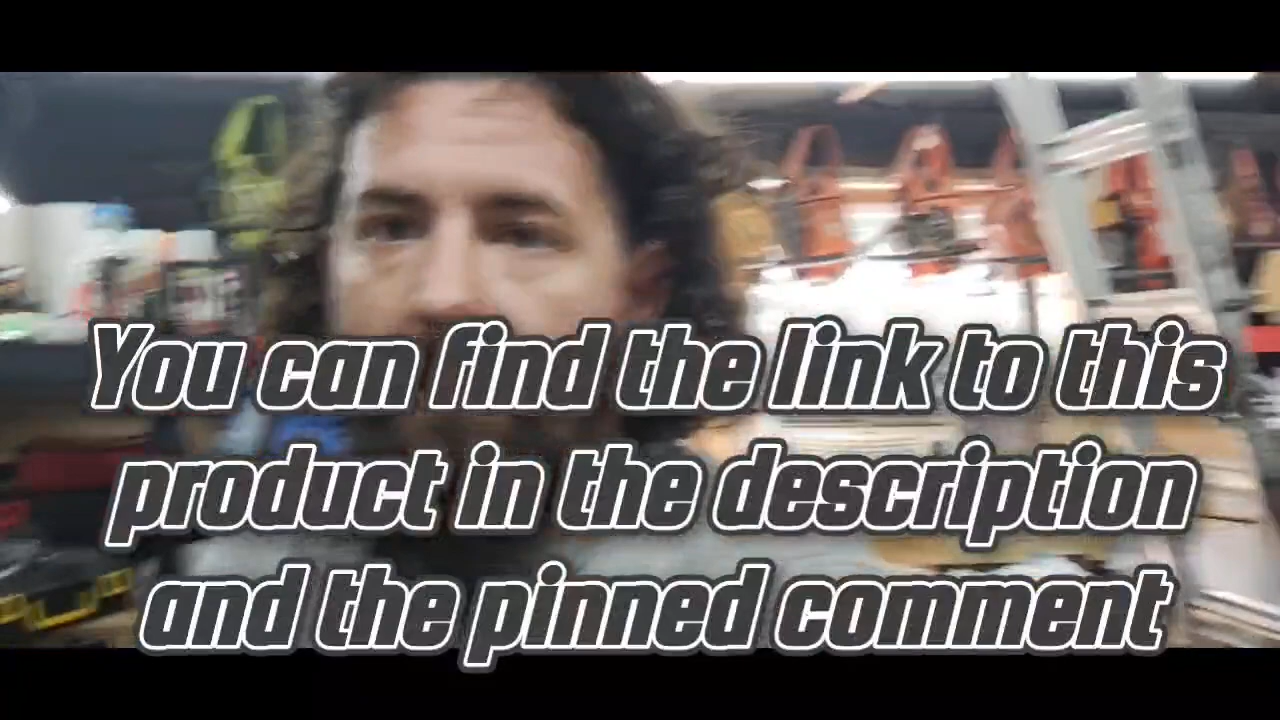 You can find the link to this
product in the description
and the pinned comment